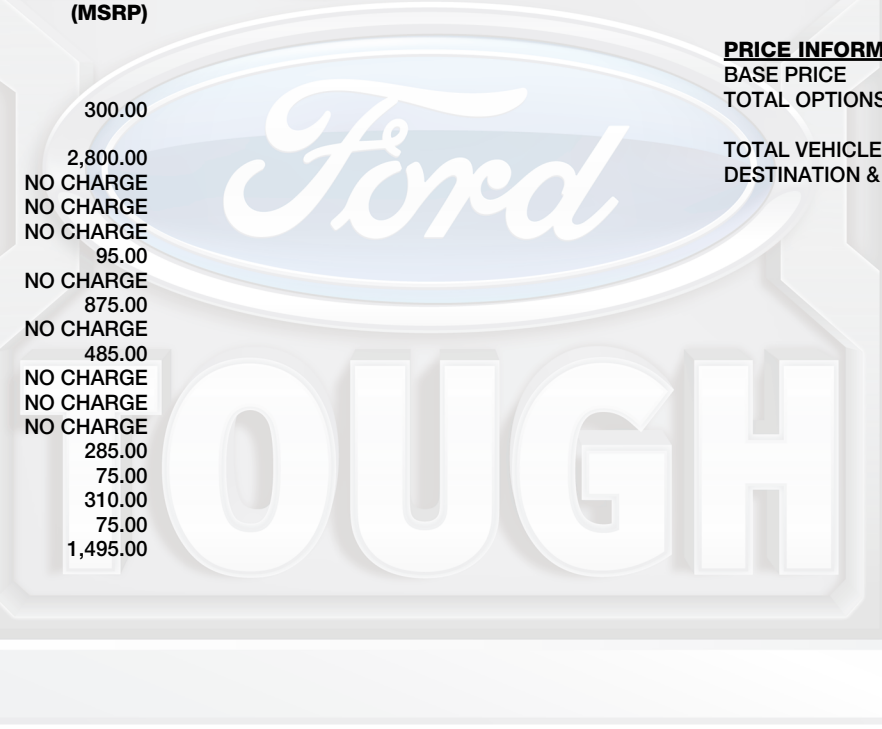 (MSRP)
300.00
2,800.00
NO CHARGE
NO CHARGE
NO CHARGE
95.00
NO CHARGE
875.00
NO CHARGE
485.00
NO CHARGE
NO CHARGE
NO CHARGE
285.00
75.00
310.00
75.00
1,495.00
PRICE INFORM
BASE PRICE
TOTAL OPTIONS
TOTAL VEHICLE
DESTINATION &
Ford
TOUGH